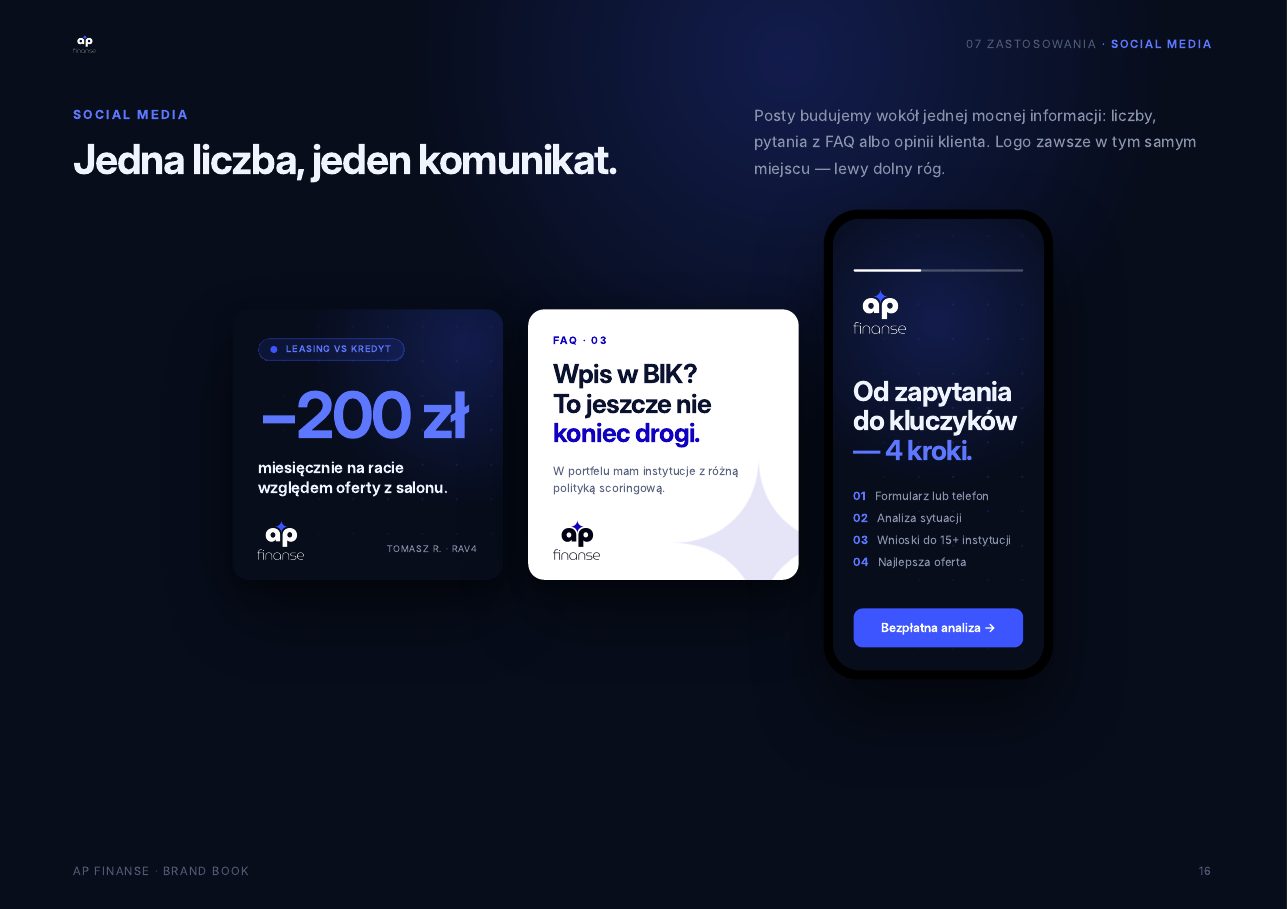 ap
finanse
07 ZASTOSOWANIA · SOCIAL MEDIA
SOCIAL MEDIA
Jedna liczba, jeden komunikat.
Posty budujemy wokół jednej mocnej informacji: liczby,
pytania z FAQ albo opinii klienta. Logo zawsze w tym samym
miejscu — lewy dolny róg.
LEASING VS KREDYT
−200 zł
miesięcznie na racie
względem oferty z salonu.
ap
finanse
TOMASZ R. · RAV4
FAQ · 03
Wpis w BIK?
To jeszcze nie
koniec drogi.
W portfelu mam instytucje z różną
polityką scoringową.
ap
finanse
ap
finanse
Od zapytania
do kluczyków
— 4 kroki.
01 Formularz lub telefon
02 Analiza sytuacji
03 Wnioski do 15+ instytucji
04 Najlepsza oferta
Bezpłatna analiza →
AP FINANSE · BRAND BOOK
16